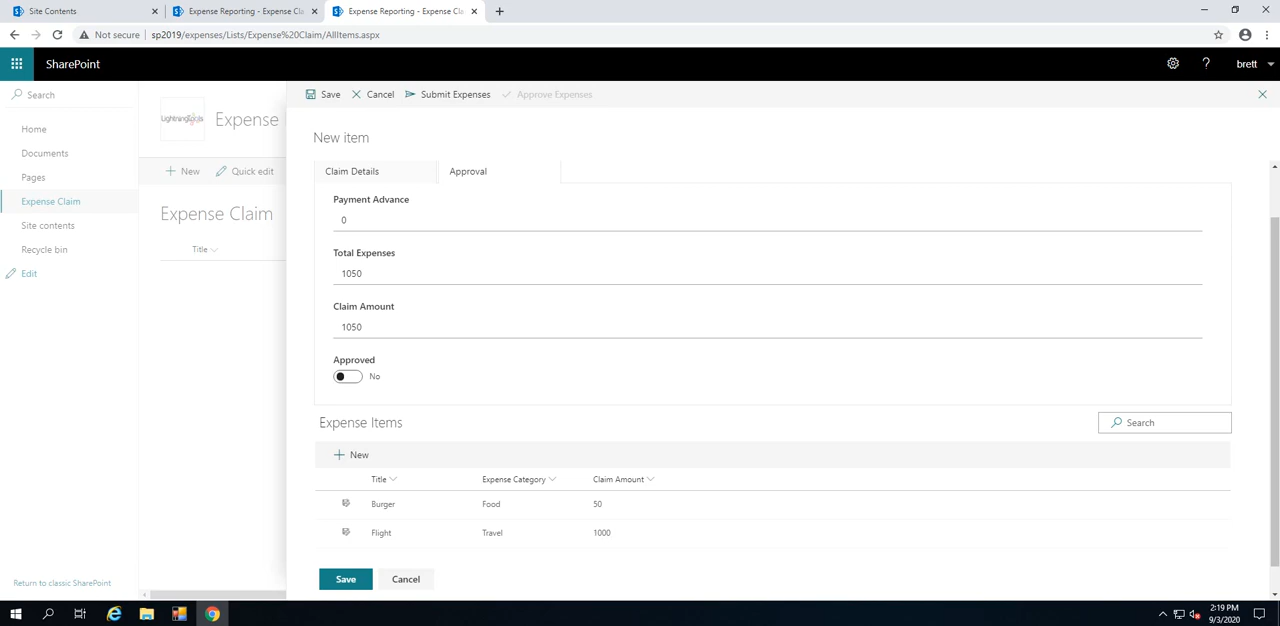 Site Contents
Expense Reporting - Expense Cla
Expense Reporting - Expense Cla
Not secure
sp2019/expenses/Lists/Expense%20Claim/AllItems.aspx
SharePoint
brett
Search
Home
Documents
Pages
Expense Claim
Site contents
Recycle bin
Edit
Return to classic SharePoint
LightningTools
Expense
New
Quick edit
Expense Claim
Title
Save
Cancel
Submit Expenses
Approve Expenses
New item
Claim Details
Approval
Payment Advance
0
Total Expenses
1050
Claim Amount
1050
Approved
No
Expense Items
Search
New
Title Expense Category Claim Amount
Burger Food 50
Flight Travel 1000
Save
Cancel
2:19 PM
9/3/2020